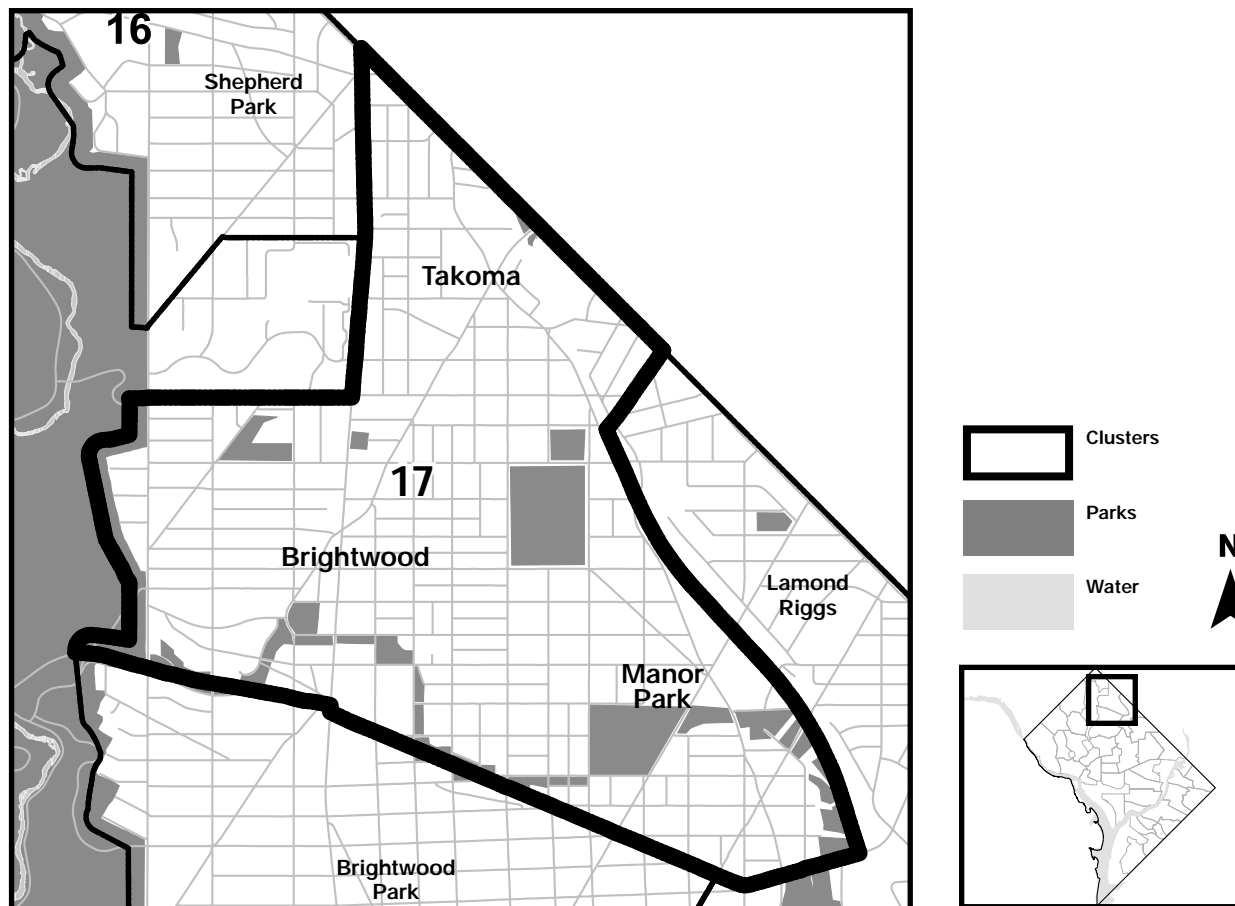 16
Shepherd
Park
Takoma
17
Brightwood
Lamond
Riggs
Manor
Park
Brightwood
Park
Clusters
Parks
Water
N